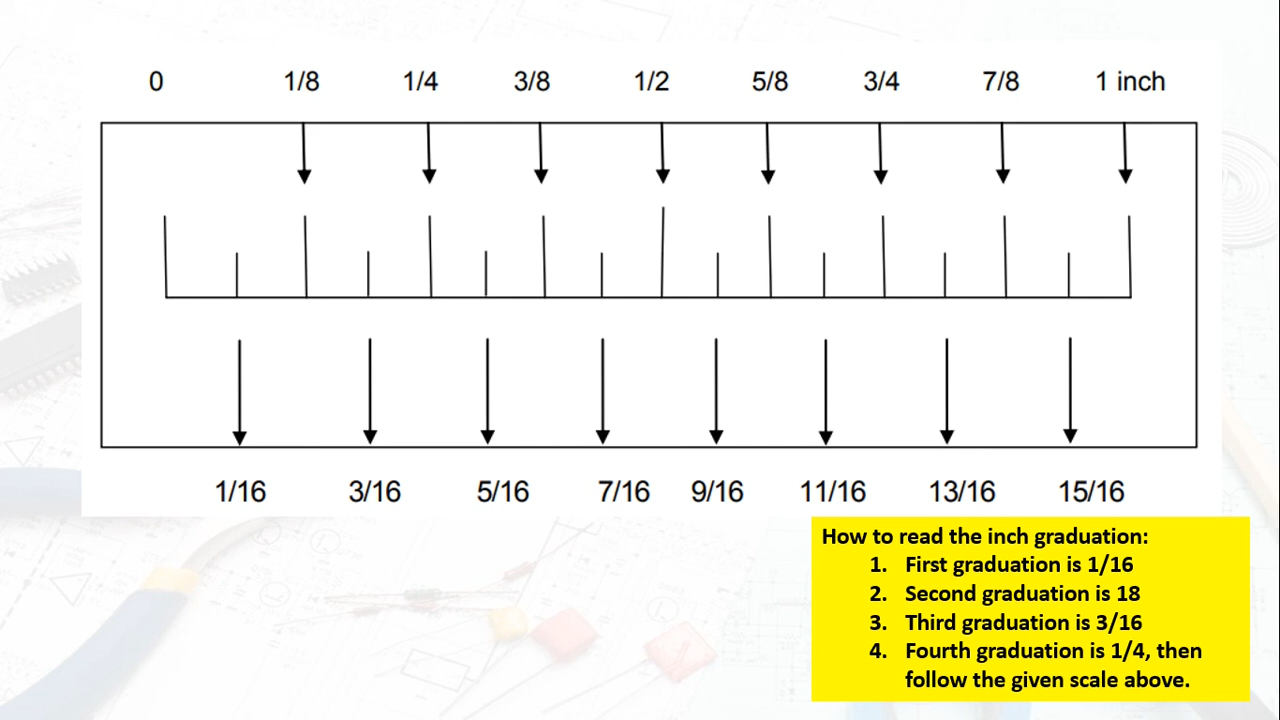 0 1/8 1/4 3/8 1/2 5/8 3/4 7/8 1 inch
1/16 3/16 5/16 7/16 9/16 11/16 13/16 15/16
How to read the inch graduation:
1. First graduation is 1/16
2. Second graduation is 18
3. Third graduation is 3/16
4. Fourth graduation is 1/4, then
follow the given scale above.